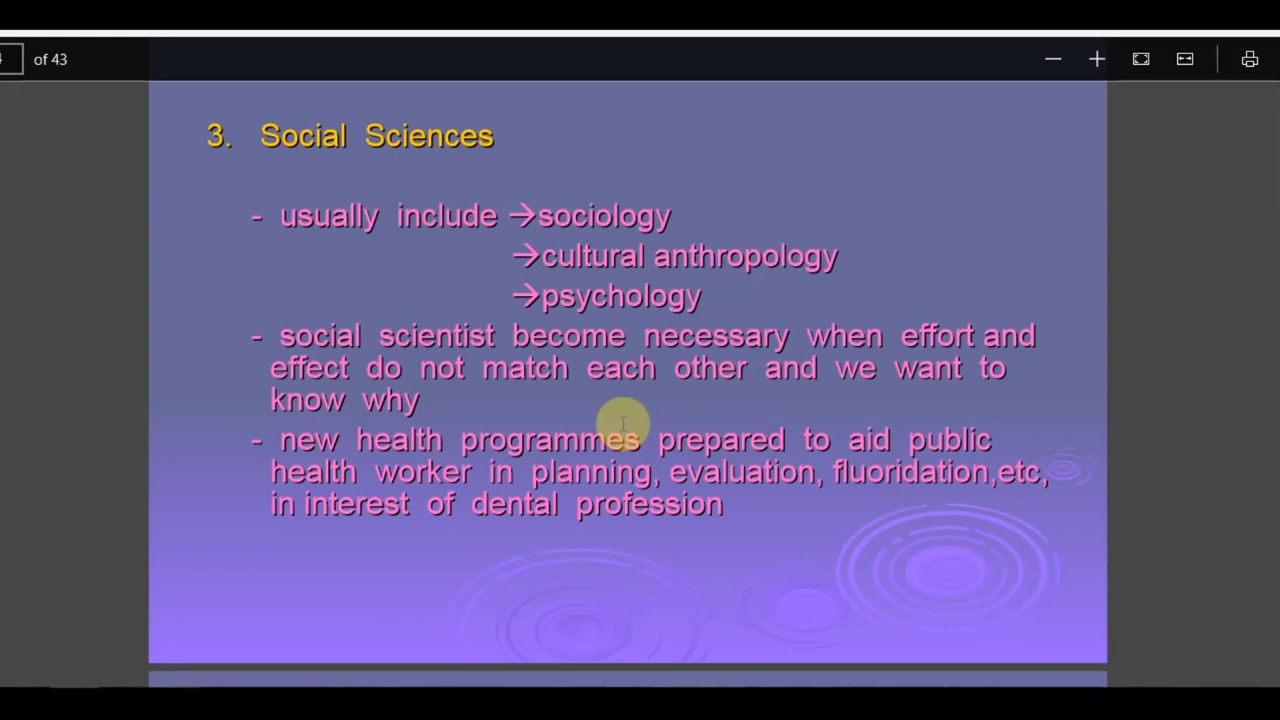 of 43
3. Social Sciences
- usually include →sociology
→cultural anthropology
→psychology
- social scientist become necessary when effort and
effect do not match each other and we want to
know why
- new health programmes prepared to aid public
health worker in planning, evaluation, fluoridation,etc,
in interest of dental profession